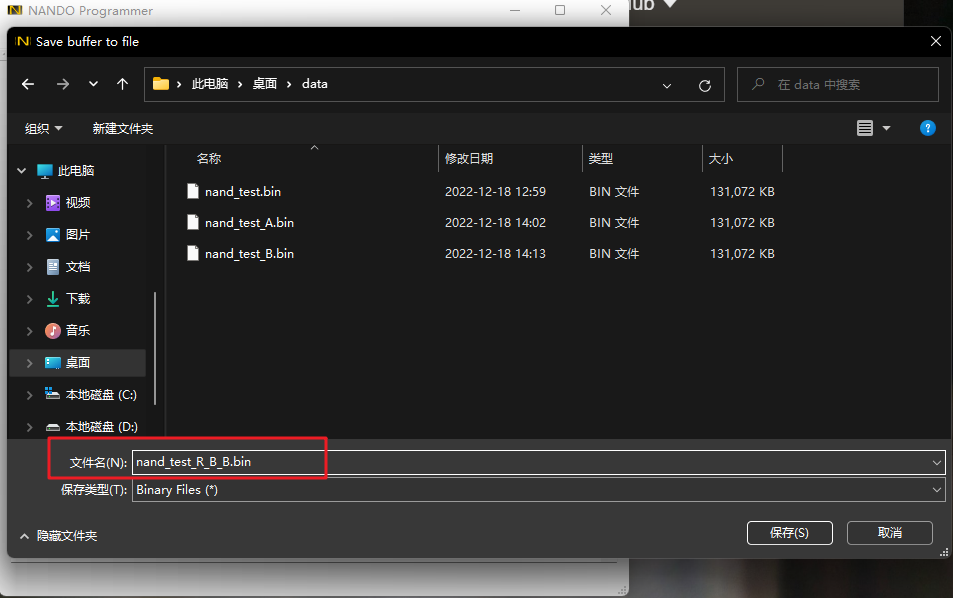 NANDO Programmer
Save buffer to file
此电脑 › 桌面 › data
在 data 中搜索
组织
新建文件夹
名称 修改日期 类型 大小
nand_test.bin 2022-12-18 12:59 BIN 文件 131,072 KB
nand_test_A.bin 2022-12-18 14:02 BIN 文件 131,072 KB
nand_test_B.bin 2022-12-18 14:13 BIN 文件 131,072 KB
此电脑
视频
图片
文档
下载
音乐
桌面
本地磁盘 (C:)
本地磁盘 (D:)
文件名(N): nand_test_R_B_B.bin
保存类型(T): Binary Files (*)
隐藏文件夹
保存(S)
取消